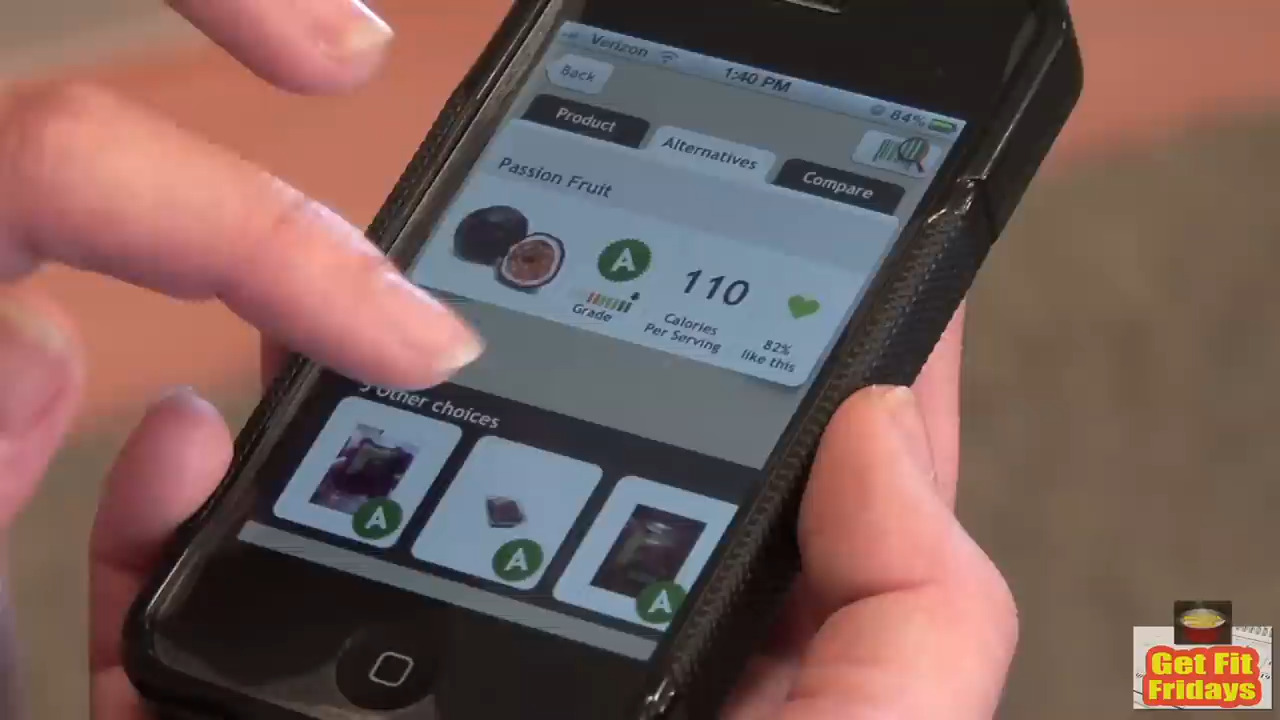 Verizon 1:40 PM 84%
Back
Product Alternatives Compare
Passion Fruit
A
110
Grade
Calories
Per Serving
82%
like this
Other choices
A
A
A
Get Fit
Fridays